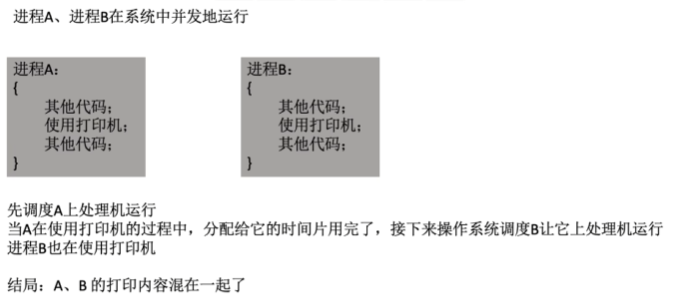 进程A、进程B在系统中并发地运行
进程A：
{
其他代码；
使用打印机；
其他代码；
}
进程B：
{
其他代码；
使用打印机；
其他代码；
}
先调度A上处理机运行
当A在使用打印机的过程中，分配给它的时间片用完了，接下来操作系统调度B让它上处理机运行
进程B也在使用打印机
结局：A、B 的打印内容混在一起了